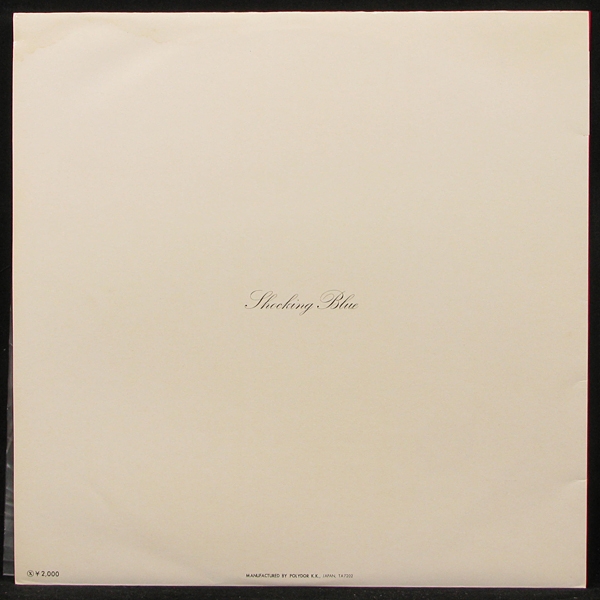 Shocking Blue
Ⓧ ¥2,000
MANUFACTURED BY POLYDOR K.K., JAPAN